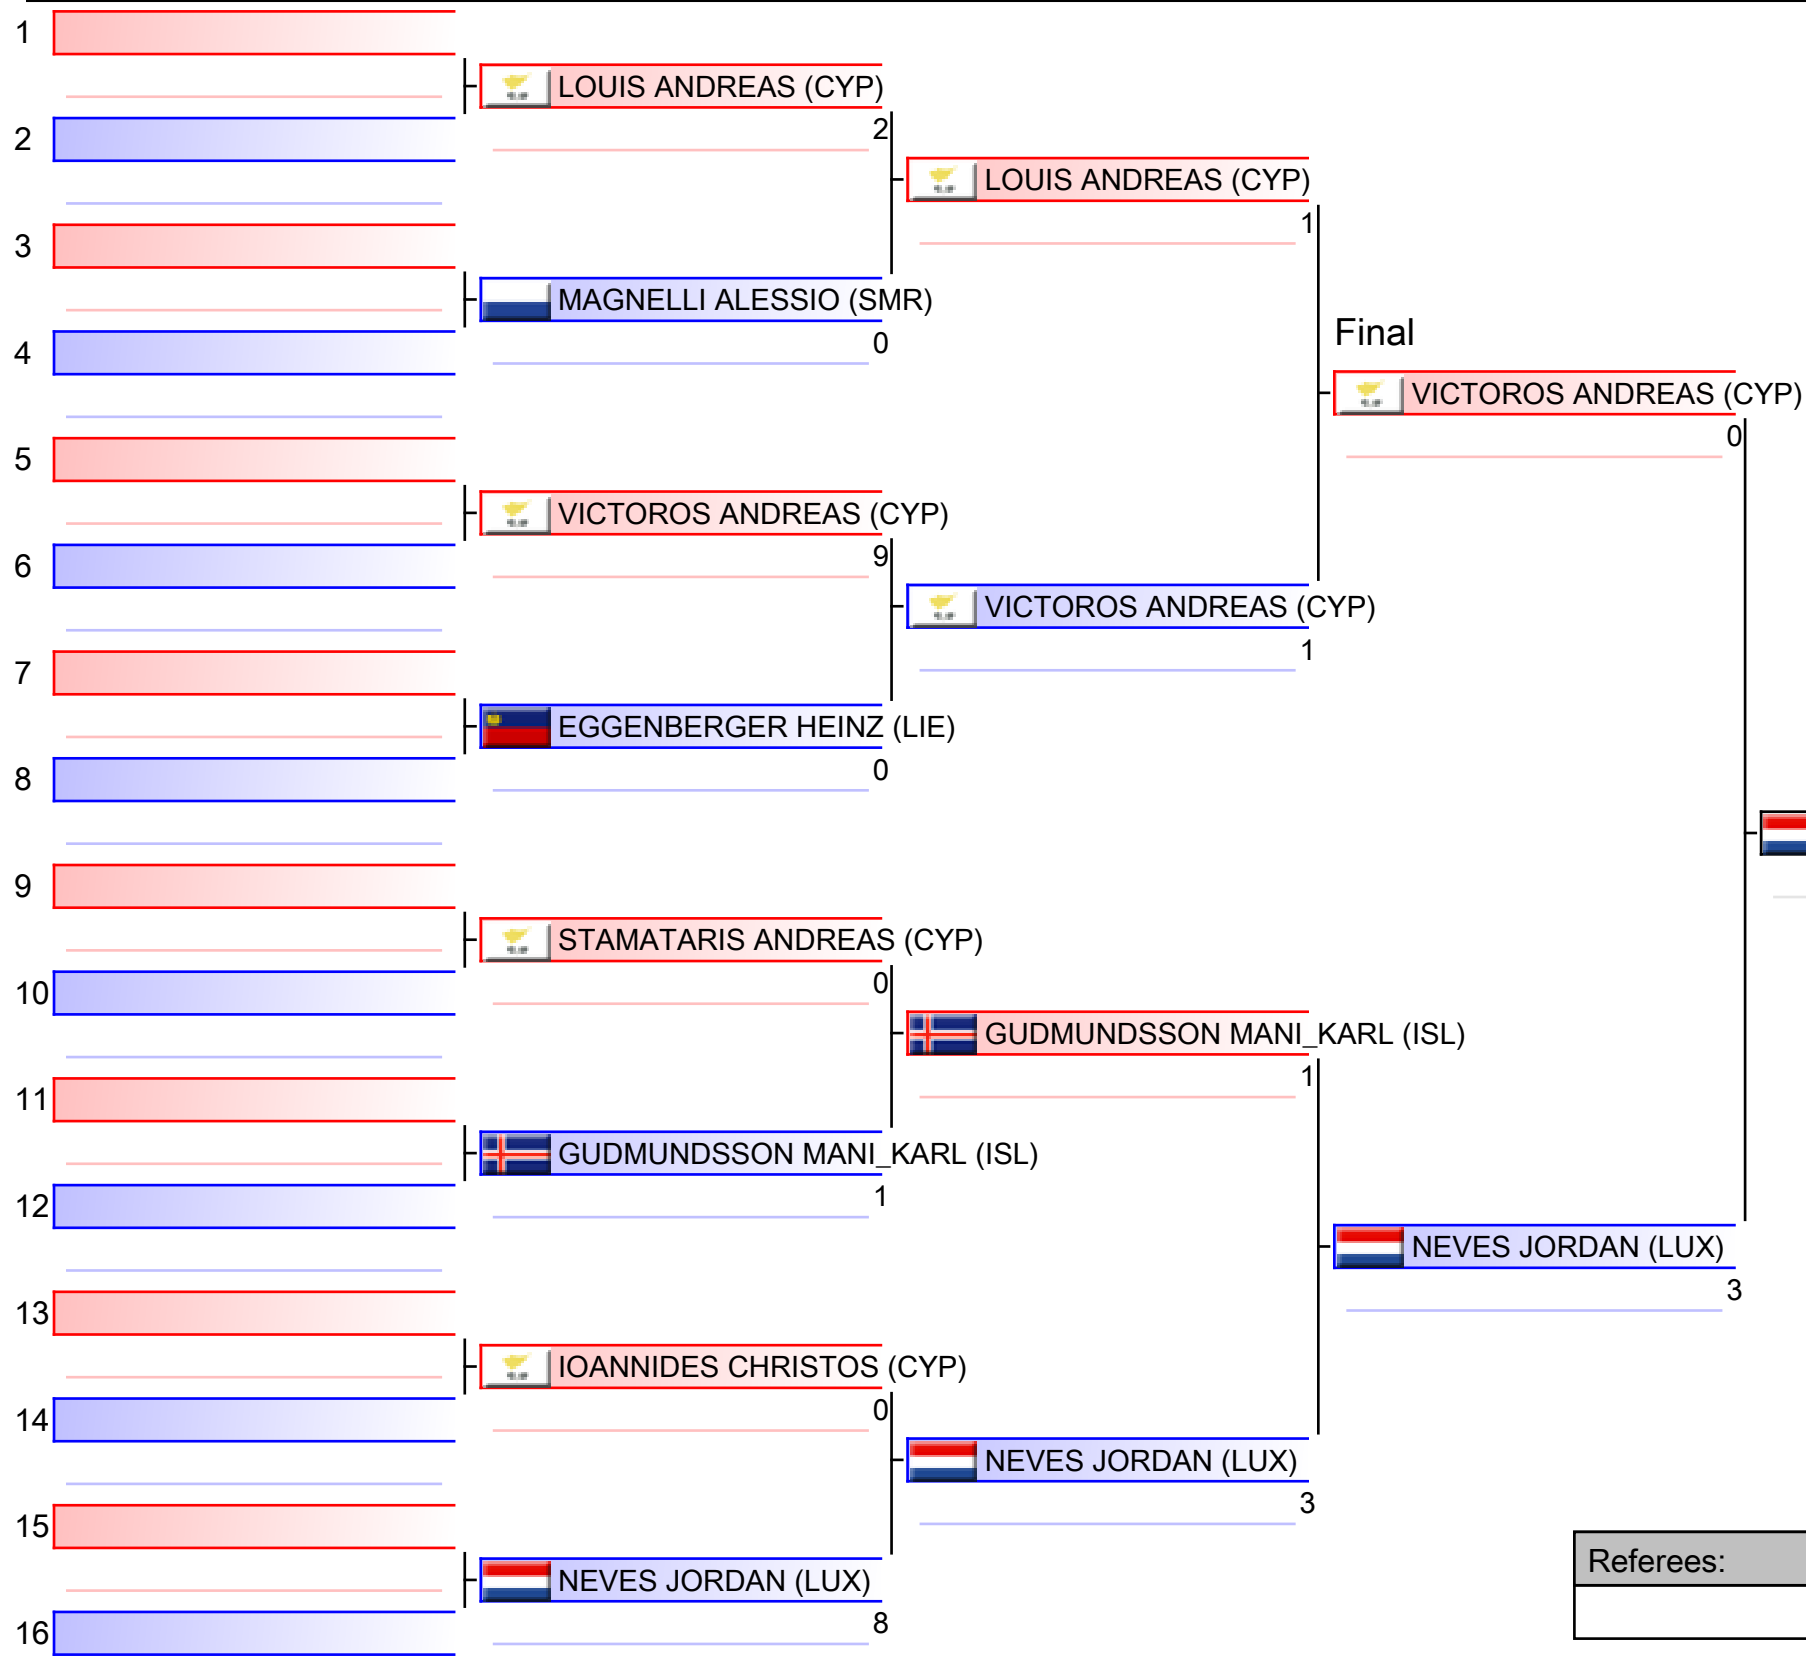 1
LOUIS ANDREAS (CYP)
2
2
LOUIS ANDREAS (CYP)
1
3
MAGNELLI ALESSIO (SMR)
0
4
Final
VICTOROS ANDREAS (CYP)
0
5
VICTOROS ANDREAS (CYP)
9
6
VICTOROS ANDREAS (CYP)
1
7
EGGENBERGER HEINZ (LIE)
0
8
9
STAMATARIS ANDREAS (CYP)
0
10
GUDMUNDSSON MANI_KARL (ISL)
1
11
GUDMUNDSSON MANI_KARL (ISL)
1
12
NEVES JORDAN (LUX)
3
13
IOANNIDES CHRISTOS (CYP)
0
14
NEVES JORDAN (LUX)
3
15
NEVES JORDAN (LUX)
8
16
Referees: